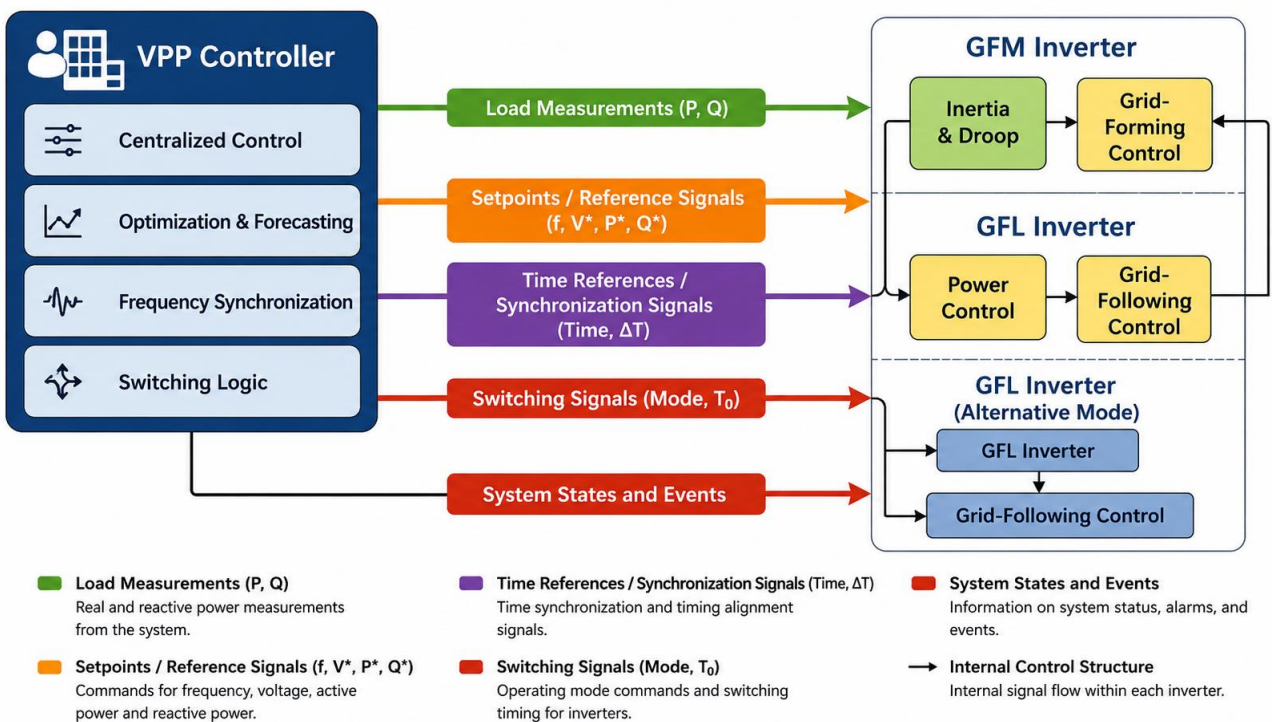 VPP Controller
Centralized Control
Optimization & Forecasting
Frequency Synchronization
Switching Logic
Load Measurements (P, Q)
Setpoints / Reference Signals
(f, V*, P*, Q*)
Time References /
Synchronization Signals
(Time, ΔT)
Switching Signals (Mode, T₀)
System States and Events
GFM Inverter
Inertia
& Droop
Grid-
Forming
Control
GFL Inverter
Power
Control
Grid-
Following
Control
GFL Inverter
(Alternative Mode)
GFL Inverter
Grid-Following Control
Load Measurements (P, Q)
Real and reactive power measurements
from the system.
Setpoints / Reference Signals (f, V*, P*, Q*)
Commands for frequency, voltage, active
power and reactive power.
Time References / Synchronization Signals (Time, ΔT)
Time synchronization and timing alignment
signals.
Switching Signals (Mode, T₀)
Operating mode commands and switching
timing for inverters.
System States and Events
Information on system status, alarms, and
events.
Internal Control Structure
Internal signal flow within each inverter.